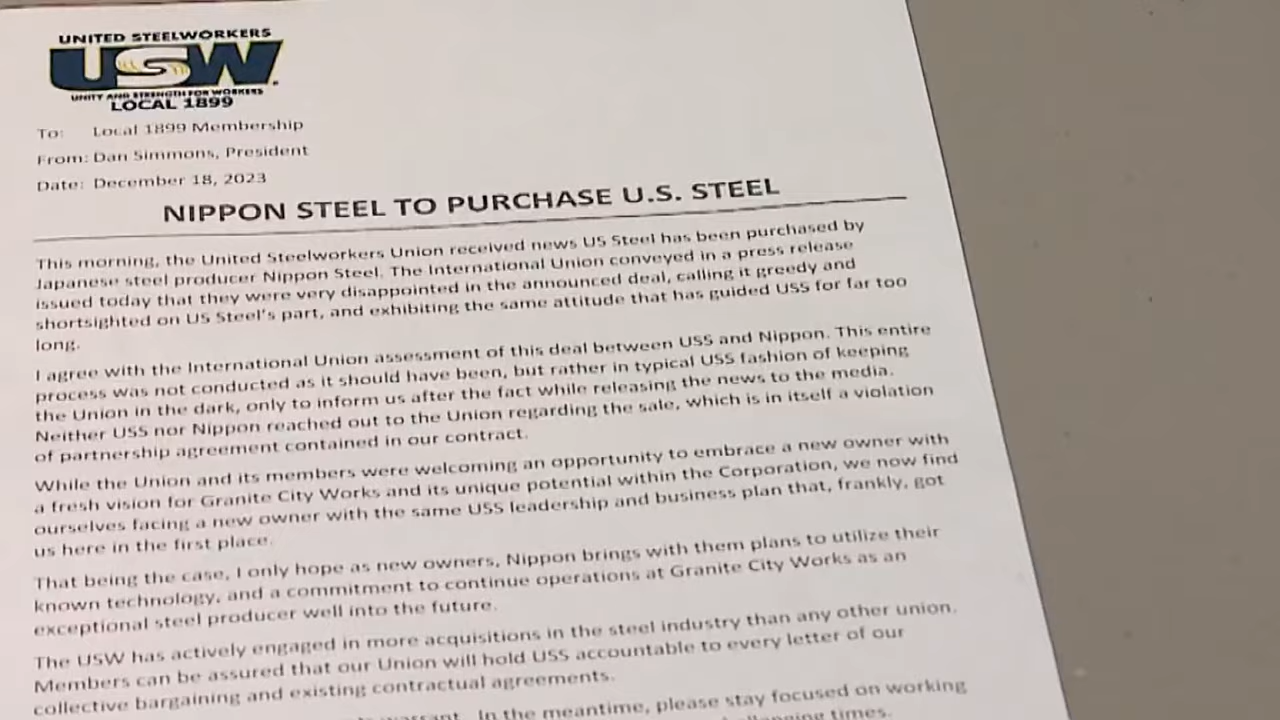 UNITED STEELWORKERS
USW
UNITY AND STRENGTH FOR WORKERS
LOCAL 1899
To: Local 1899 Membership
From: Dan Simmons, President
Date: December 18, 2023
NIPPON STEEL TO PURCHASE U.S. STEEL
This morning, the United Steelworkers Union received news US Steel has been purchased by
Japanese steel producer Nippon Steel. The International Union conveyed in a press release
issued today that they were very disappointed in the announced deal, calling it greedy and
shortsighted on US Steel's part, and exhibiting the same attitude that has guided USS for far too
long.
I agree with the International Union assessment of this deal between USS and Nippon. This entire
process was not conducted as it should have been, but rather in typical USS fashion of keeping
the Union in the dark, only to inform us after the fact while releasing the news to the media.
Neither USS nor Nippon reached out to the Union regarding the sale, which is in itself a violation
of partnership agreement contained in our contract.
While the Union and its members were welcoming an opportunity to embrace a new owner with
a fresh vision for Granite City Works and its unique potential within the Corporation, we now find
ourselves facing a new owner with the same USS leadership and business plan that, frankly, got
us here in the first place.
That being the case, I only hope as new owners, Nippon brings with them plans to utilize their
known technology, and a commitment to continue operations at Granite City Works as an
exceptional steel producer well into the future.
The USW has actively engaged in more acquisitions in the steel industry than any other union.
Members can be assured that our Union will hold USS accountable to every letter of our
collective bargaining and existing contractual agreements.
warrant. In the meantime, please stay focused on working
times.